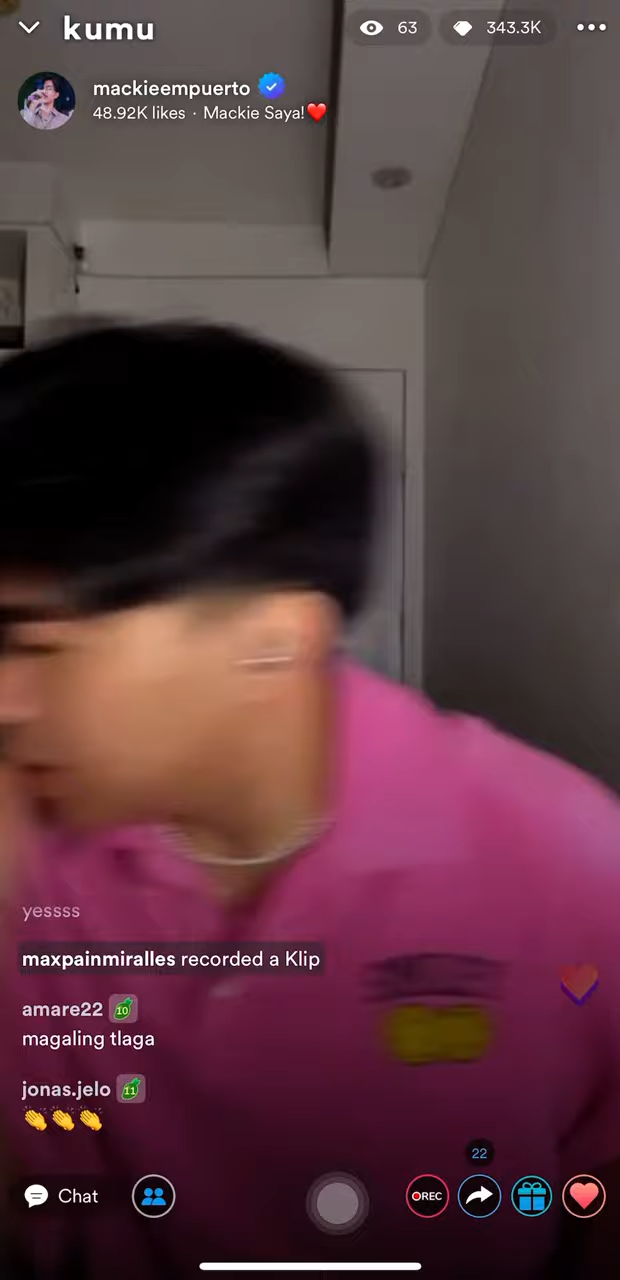 kumu
63
343.3K
mackieempuerto
48.92K likes · Mackie Saya!❤️
yessss
maxpainmiralles recorded a Klip
amare22 10
magaling tlaga
jonas.jelo 11
👏👏👏
22
Chat
REC